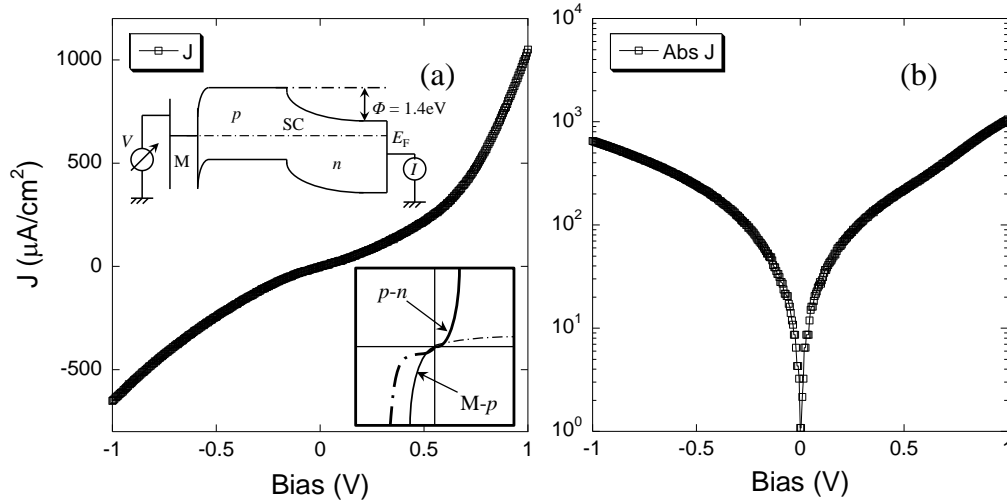 1000
500
0
-500
J (μA/cm²)
-1
-0.5
0
0.5
1
Bias (V)
J
(a)
p
SC
Φ = 1.4eV
V
M
E_F
n
I
p-n
M-p
Abs J
(b)
10⁴
10³
10²
10¹
10⁰
-1
-0.5
0
0.5
1
Bias (V)